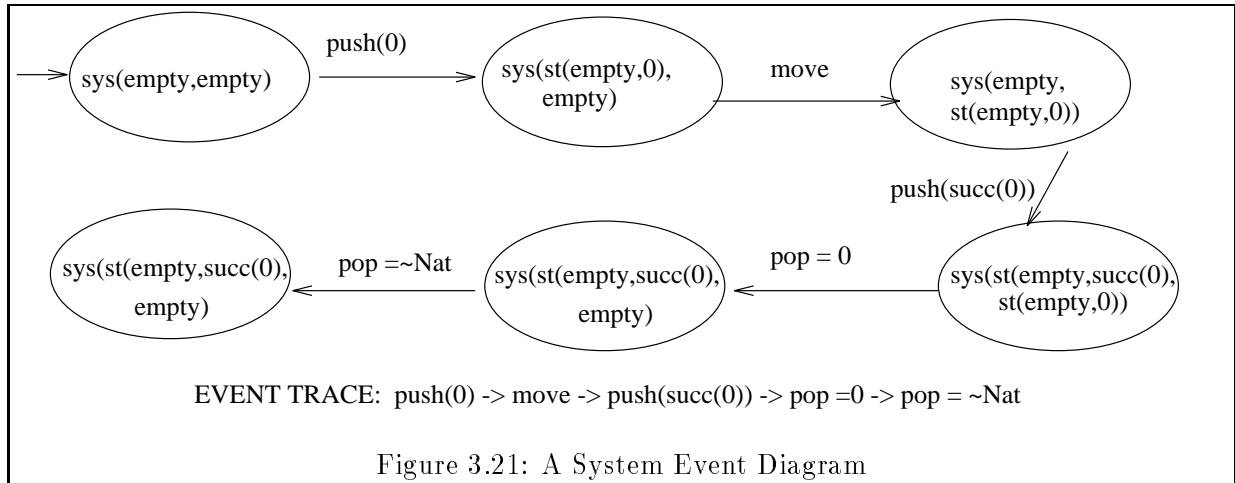 sys(empty,empty)
push(0)
sys(st(empty,0),
empty)
move
sys(empty,
st(empty,0))
push(succ(0))
sys(st(empty,succ(0),
st(empty,0))
pop = 0
sys(st(empty,succ(0),
empty)
pop =~Nat
sys(st(empty,succ(0),
empty)
EVENT TRACE: push(0) -> move -> push(succ(0)) -> pop =0 -> pop = ~Nat
Figure 3.21: A System Event Diagram